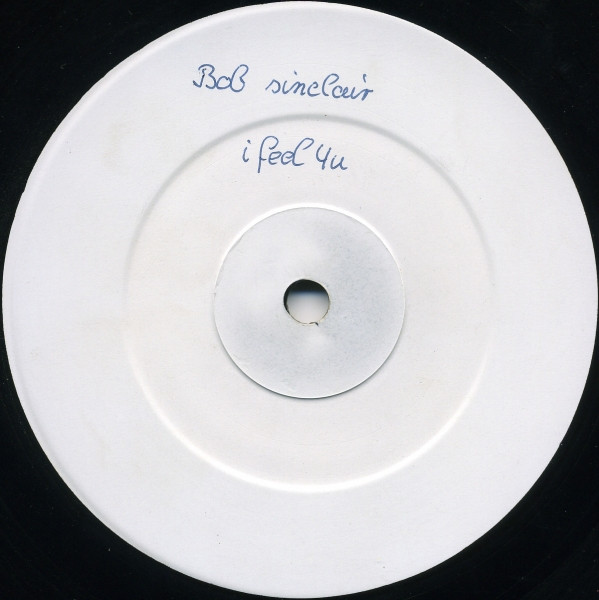 Bob sinclair
i feel 4u